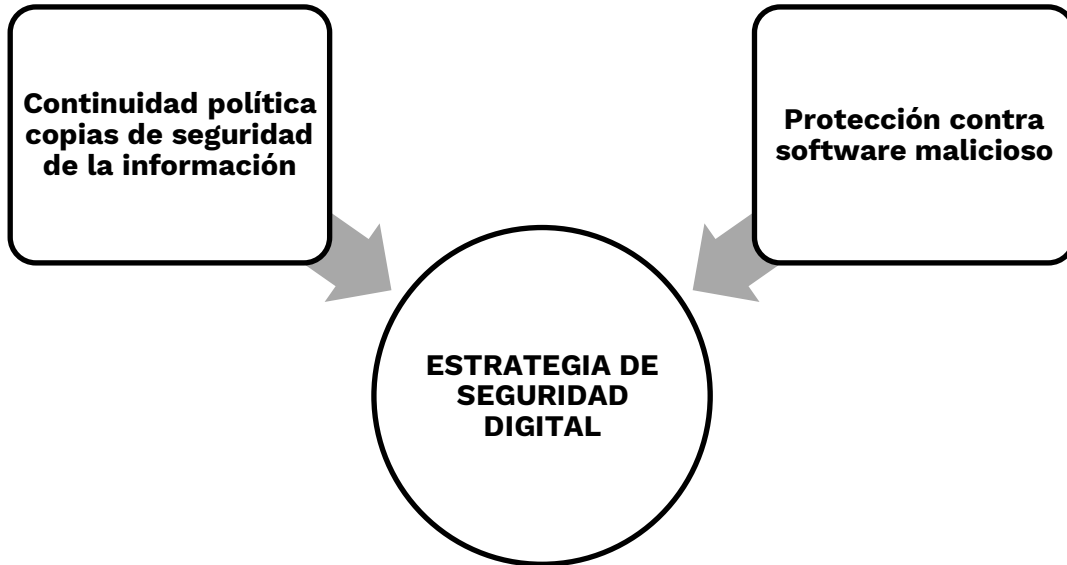 Continuidad política
copias de seguridad
de la información
Protección contra
software malicioso
ESTRATEGIA DE
SEGURIDAD
DIGITAL